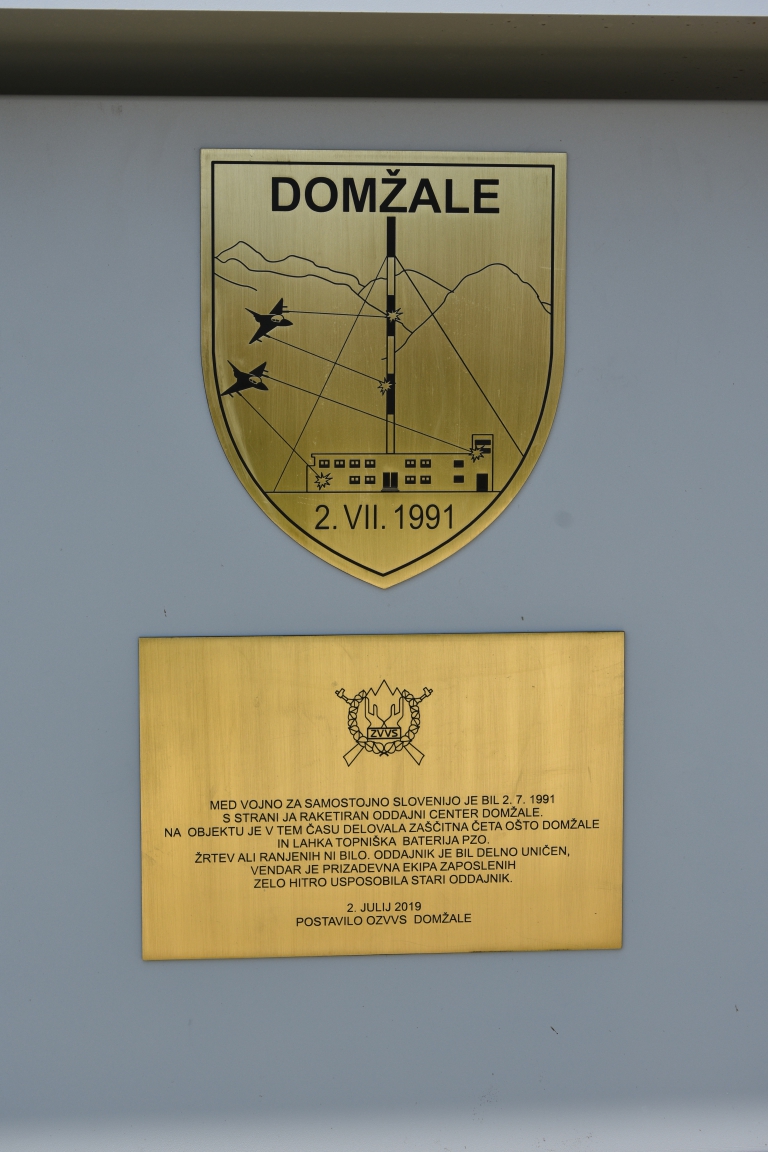 DOMŽALE
2. VII. 1991
ZVVS
MED VOJNO ZA SAMOSTOJNO SLOVENIJO JE BIL 2. 7. 1991
S STRANI JA RAKETIRAN ODDAJNI CENTER DOMŽALE.
NA OBJEKTU JE V TEM ČASU DELOVALA ZAŠČITNA ČETA OŠTO DOMŽALE
IN LAHKA TOPNIŠKA BATERIJA PZO.
ŽRTEV ALI RANJENIH NI BILO. ODDAJNIK JE BIL DELNO UNIČEN,
VENDAR JE PRIZADEVNA EKIPA ZAPOSLENIH
ZELO HITRO USPOSOBILA STARI ODDAJNIK.
2. JULIJ 2019
POSTAVILO OZVVS DOMŽALE